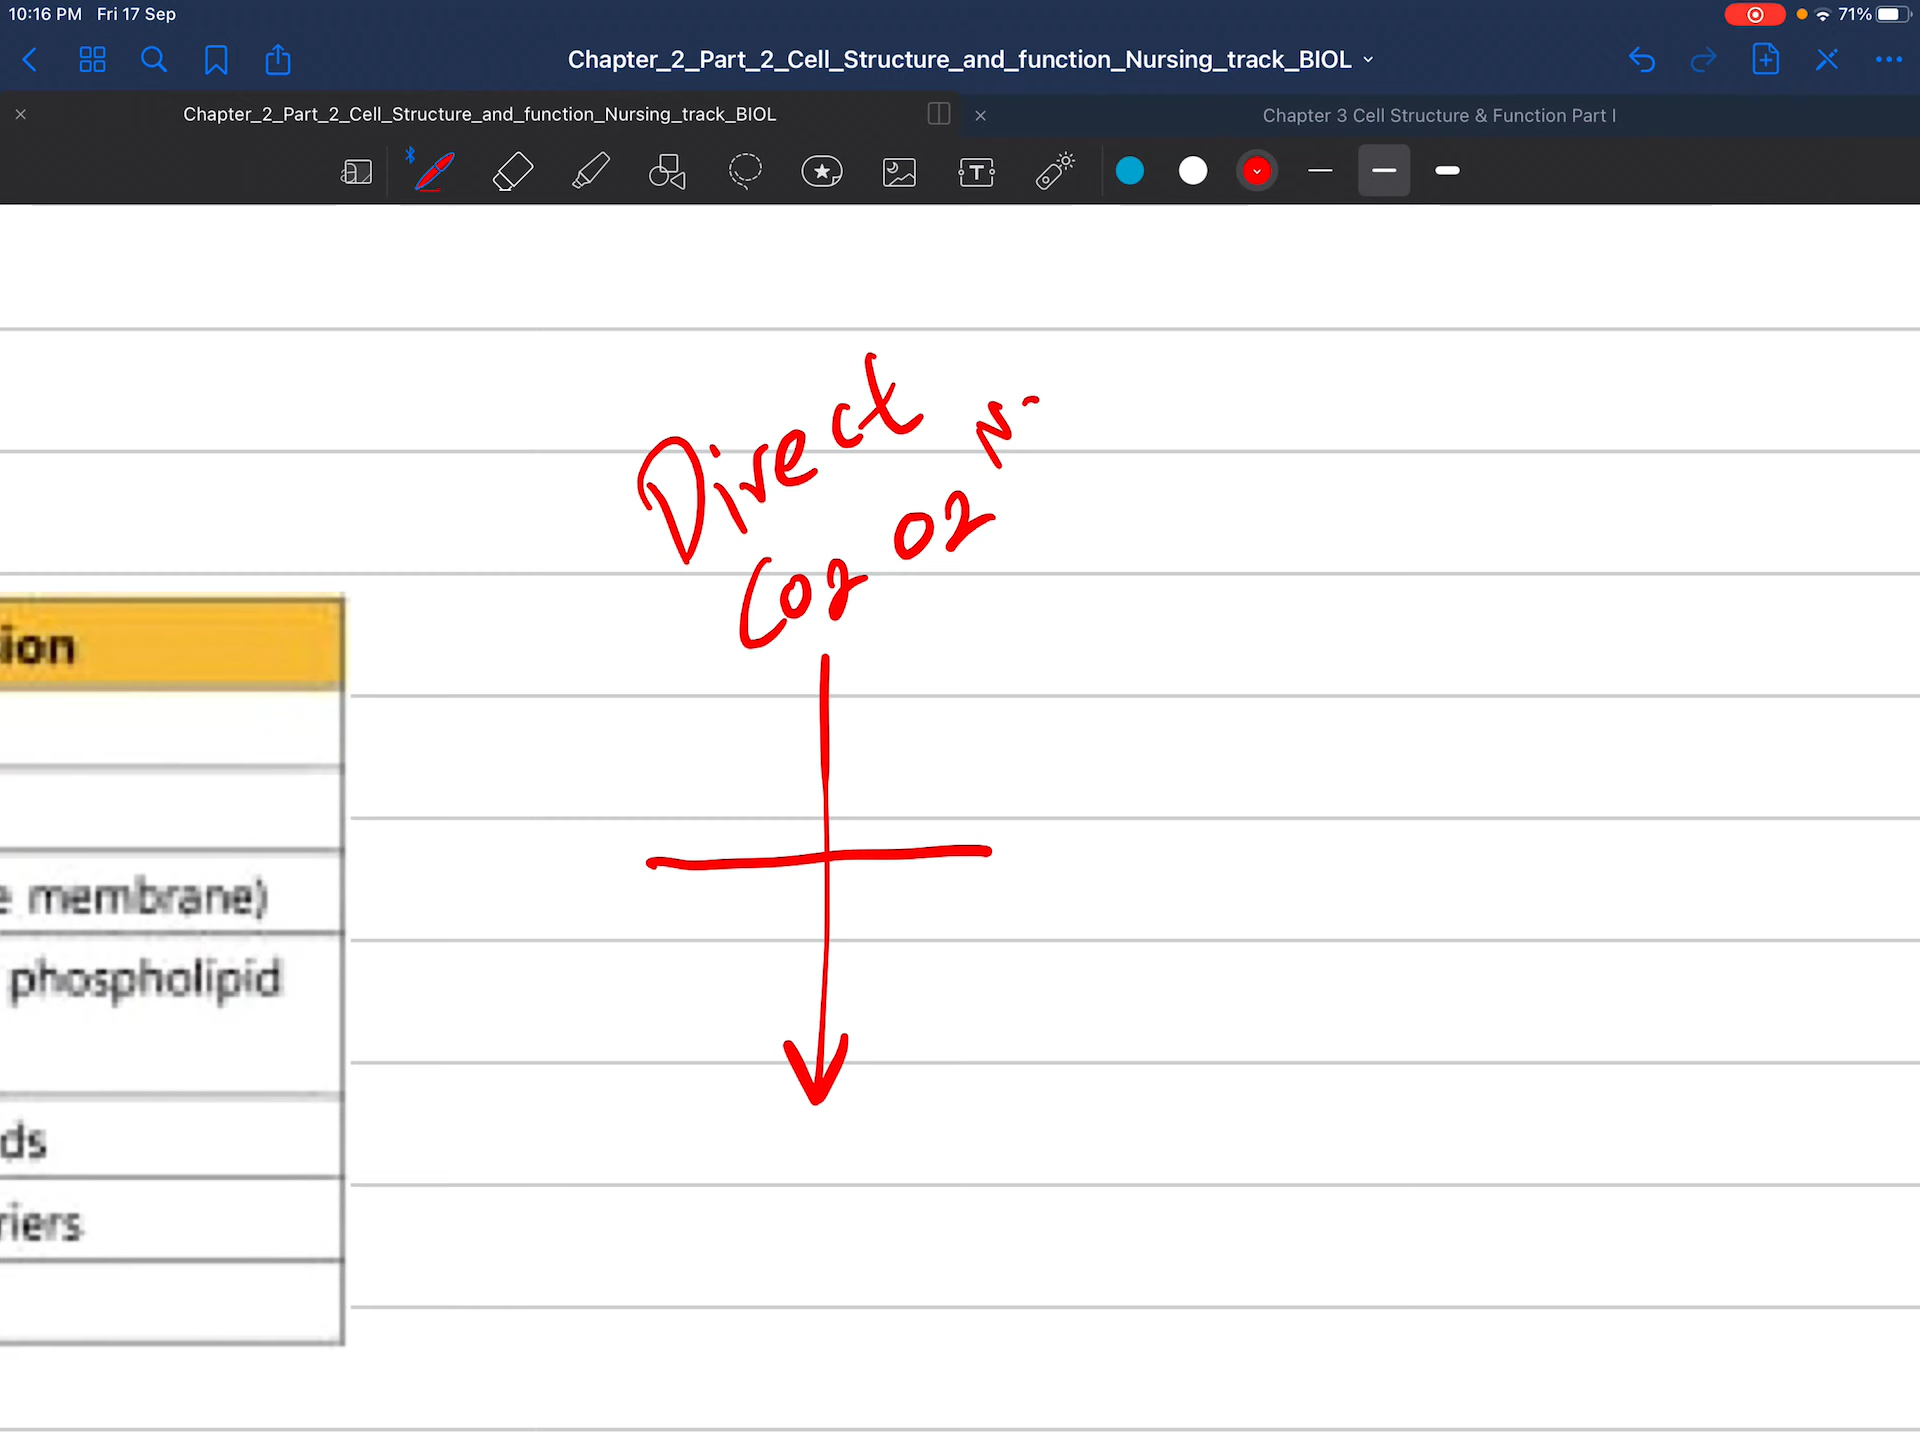 10:16 PM Fri 17 Sep
71%
Chapter_2_Part_2_Cell_Structure_and_function_Nursing_track_BIOL
Chapter_2_Part_2_Cell_Structure_and_function_Nursing_track_BIOL
Chapter 3 Cell Structure & Function Part I
Direct
CO2 O2 N
ion
e membrane)
phospholipid
ds
riers